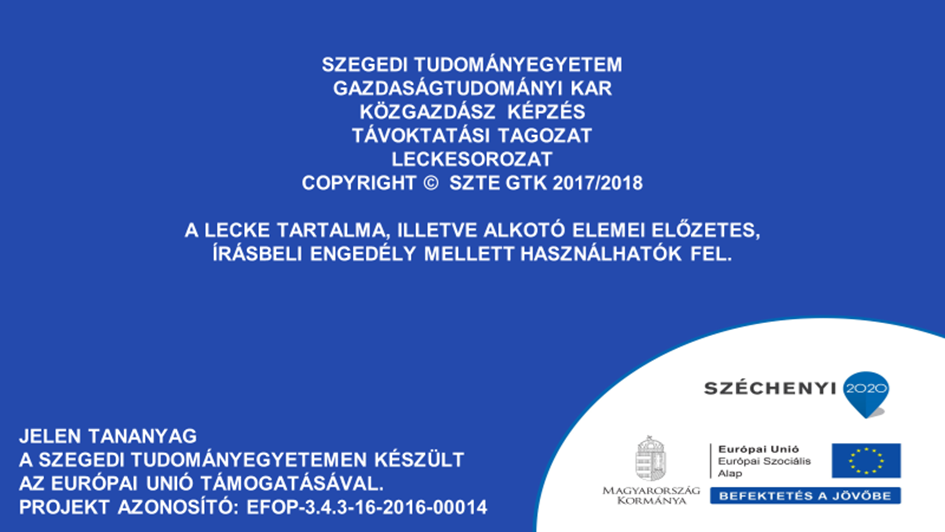 SZEGEDI TUDOMÁNYEGYETEM
GAZDASÁGTUDOMÁNYI KAR
KÖZGAZDÁSZ KÉPZÉS
TÁVOKTATÁSI TAGOZAT
LECKESOROZAT
COPYRIGHT © SZTE GTK 2017/2018
A LECKE TARTALMA, ILLETVE ALKOTÓ ELEMEI ELŐZETES,
ÍRÁSBELI ENGEDÉLY MELLETT HASZNÁLHATÓK FEL.
JELEN TANANYAG
A SZEGEDI TUDOMÁNYEGYETEMEN KÉSZÜLT
AZ EURÓPAI UNIÓ TÁMOGATÁSÁVAL.
PROJEKT AZONOSÍTÓ: EFOP-3.4.3-16-2016-00014
SZÉCHENYI 2020
MAGYARORSZÁG
KORMÁNYA
Európai Unió
Európai Szociális
Alap
BEFEKTETÉS A JÖVŐBE